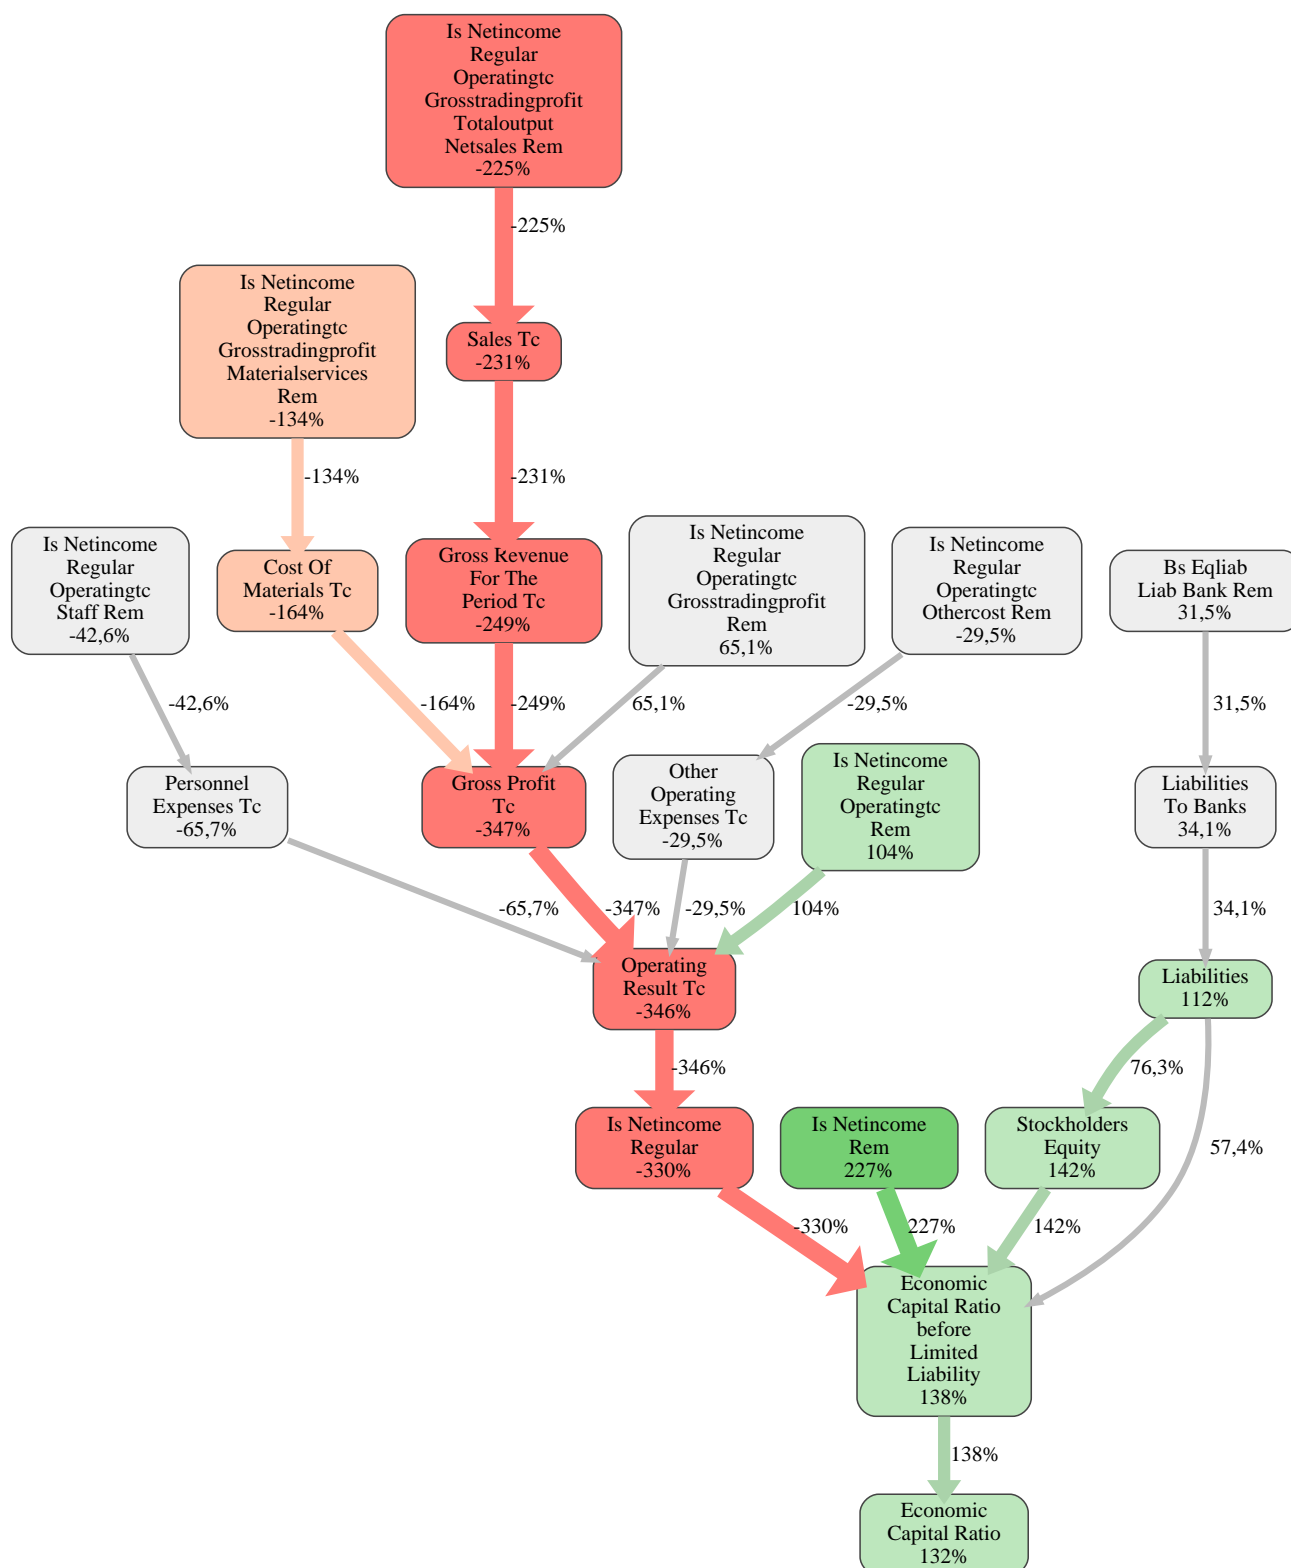 Is Netincome
Regular
Operatingtc
Grosstradingprofit
Totaloutput
Netsales Rem
-225%
-225%
Is Netincome
Regular
Operatingtc
Grosstradingprofit
Materialservices
Rem
-134%
Sales Tc
-231%
-134%
-231%
Is Netincome
Regular
Operatingtc
Staff Rem
-42,6%
Cost Of
Materials Tc
-164%
Gross Revenue
For The
Period Tc
-249%
Is Netincome
Regular
Operatingtc
Grosstradingprofit
Rem
65,1%
Is Netincome
Regular
Operatingtc
Othercost Rem
-29,5%
Bs Eqliab
Liab Bank Rem
31,5%
-42,6%
-164%
-249%
65,1%
-29,5%
31,5%
Personnel
Expenses Tc
-65,7%
Gross Profit
Tc
-347%
Other
Operating
Expenses Tc
-29,5%
Is Netincome
Regular
Operatingtc
Rem
104%
Liabilities
To Banks
34,1%
-65,7%
-347%
-29,5%
104%
34,1%
Operating
Result Tc
-346%
Liabilities
112%
-346%
76,3%
Is Netincome
Regular
-330%
Is Netincome
Rem
227%
Stockholders
Equity
142%
57,4%
-330%
227%
142%
Economic
Capital Ratio
before
Limited
Liability
138%
138%
Economic
Capital Ratio
132%